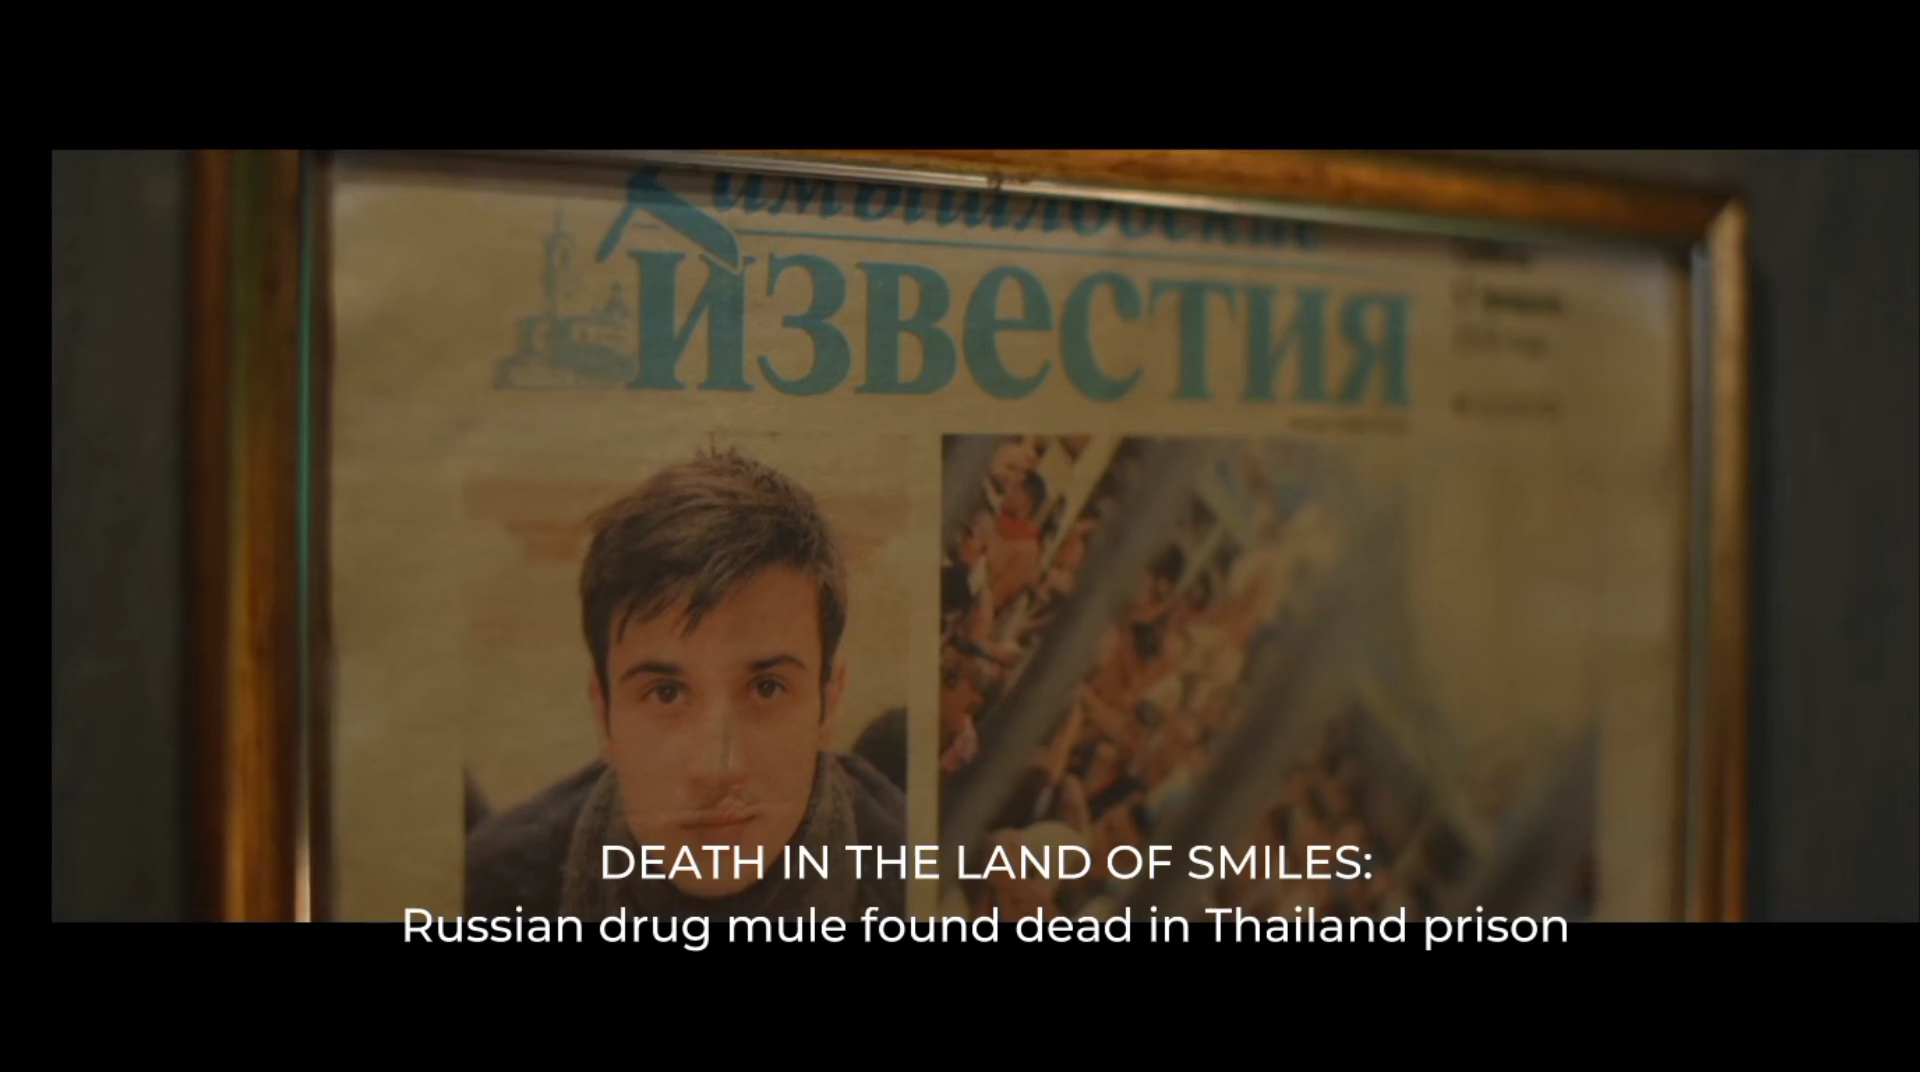 ИЗВЕСТИЯ
DEATH IN THE LAND OF SMILES:
Russian drug mule found dead in Thailand prison